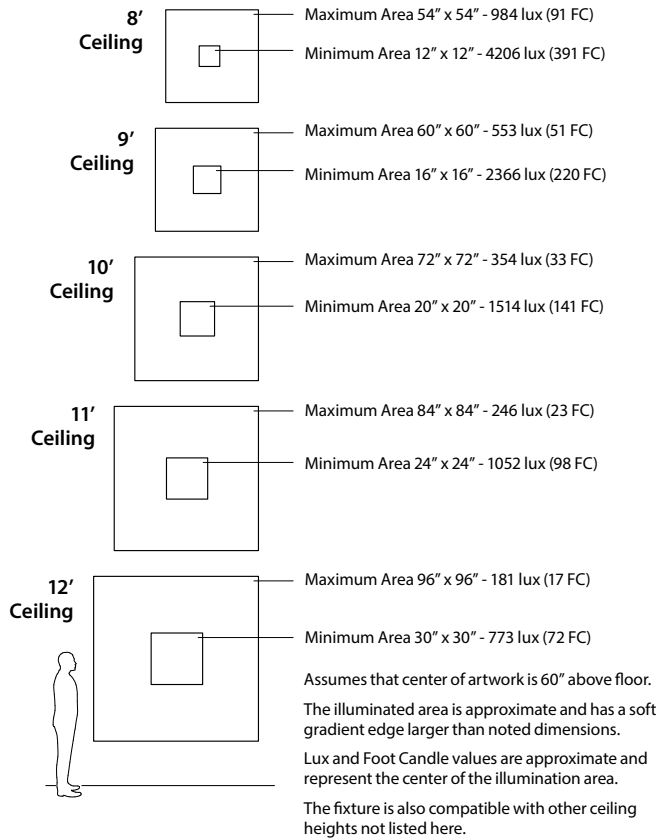 8’
Ceiling
Maximum Area 54” x 54” - 984 lux (91 FC)
Minimum Area 12” x 12” - 4206 lux (391 FC)
9’
Ceiling
Maximum Area 60” x 60” - 553 lux (51 FC)
Minimum Area 16” x 16” - 2366 lux (220 FC)
10’
Ceiling
Maximum Area 72” x 72” - 354 lux (33 FC)
Minimum Area 20” x 20” - 1514 lux (141 FC)
11’
Ceiling
Maximum Area 84” x 84” - 246 lux (23 FC)
Minimum Area 24” x 24” - 1052 lux (98 FC)
12’
Ceiling
Maximum Area 96” x 96” - 181 lux (17 FC)
Minimum Area 30” x 30” - 773 lux (72 FC)
Assumes that center of artwork is 60” above floor.
The illuminated area is approximate and has a soft
gradient edge larger than noted dimensions.
Lux and Foot Candle values are approximate and
represent the center of the illumination area.
The fixture is also compatible with other ceiling
heights not listed here.